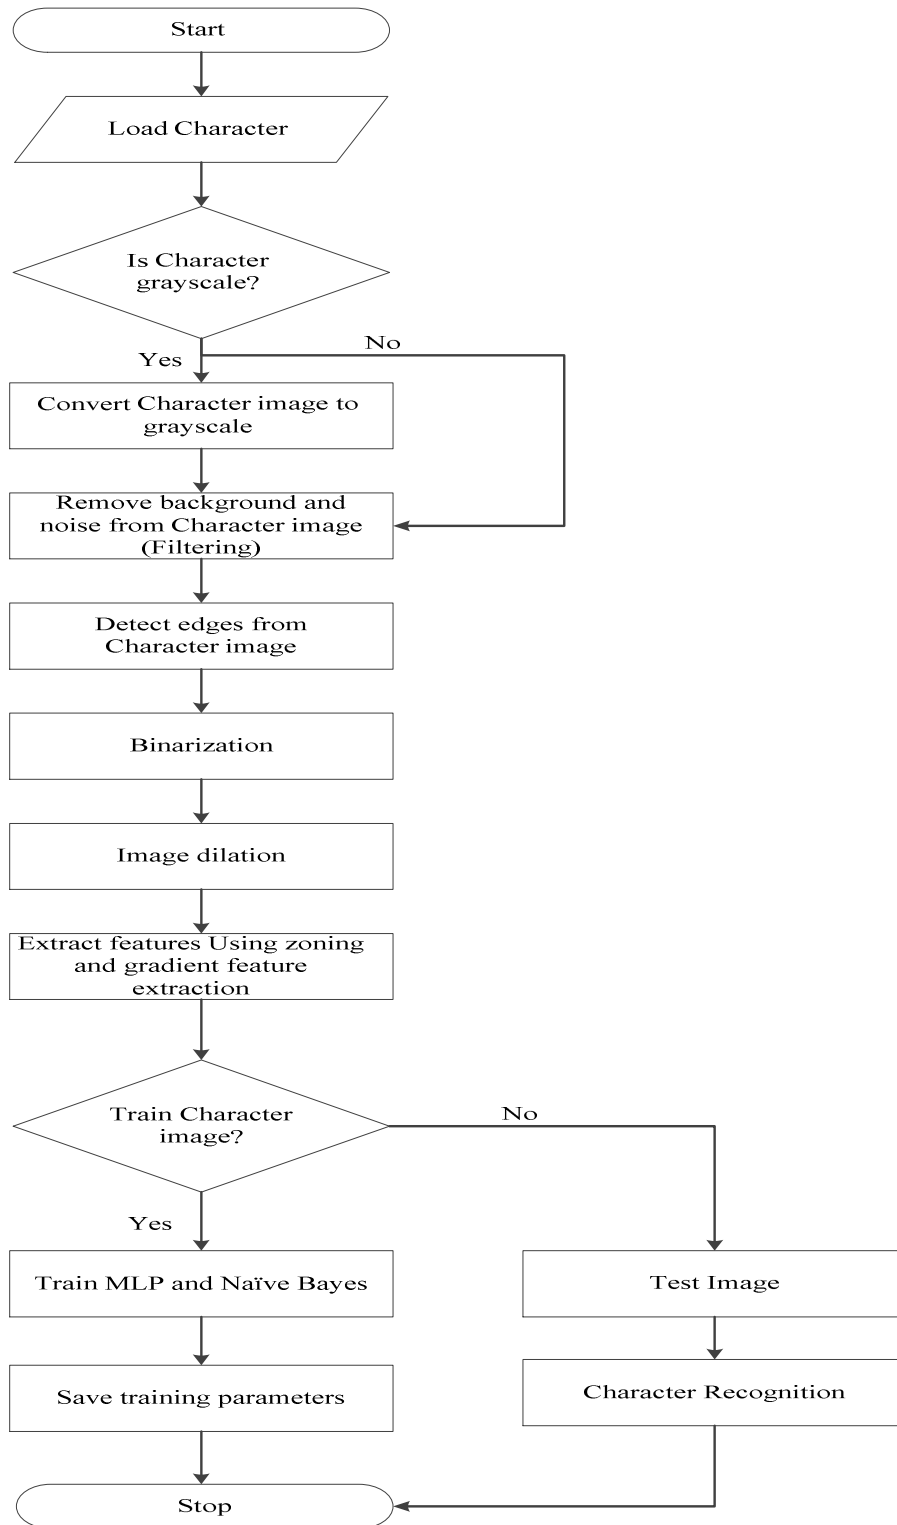 Start
Load Character
Is Character
grayscale?
No
Yes
Convert Character image to
grayscale
Remove background and
noise from Character image
(Filtering)
Detect edges from
Character image
Binarization
Image dilation
Extract features Using zoning
and gradient feature
extraction
Train Character
image?
No
Yes
Train MLP and Naïve Bayes
Test Image
Save training parameters
Character Recognition
Stop